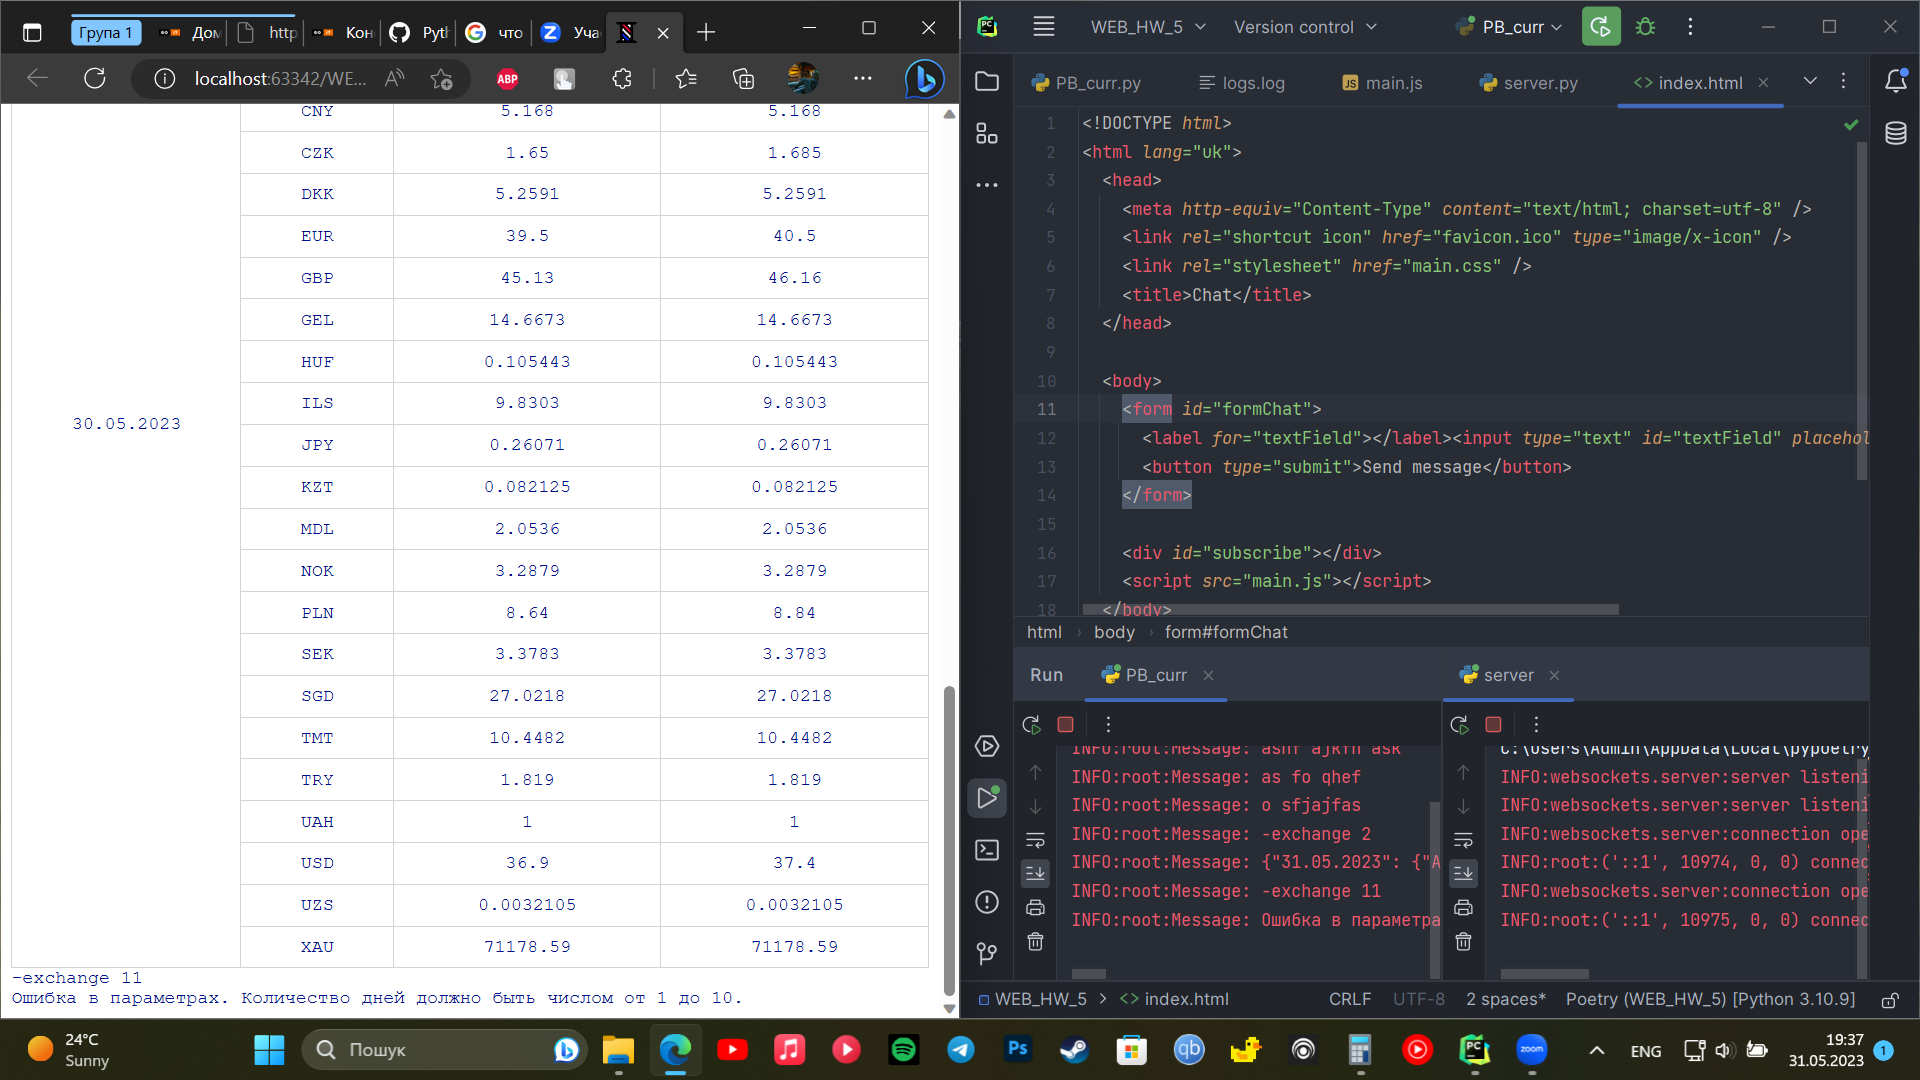 Група 1
Дом
http
Кон
Pyth
что
Уча
localhost:63342/WE...
ABP
CNY 5.168 5.168
CZK 1.65 1.685
DKK 5.2591 5.2591
EUR 39.5 40.5
GBP 45.13 46.16
GEL 14.6673 14.6673
HUF 0.105443 0.105443
ILS 9.8303 9.8303
30.05.2023
JPY 0.26071 0.26071
KZT 0.082125 0.082125
MDL 2.0536 2.0536
NOK 3.2879 3.2879
PLN 8.64 8.84
SEK 3.3783 3.3783
SGD 27.0218 27.0218
TMT 10.4482 10.4482
TRY 1.819 1.819
UAH 1 1
USD 36.9 37.4
UZS 0.0032105 0.0032105
XAU 71178.59 71178.59
-exchange 11
Ошибка в параметрах. Количество дней должно быть числом от 1 до 10.
WEB_HW_5
Version control
PB_curr
PB_curr.py
logs.log
main.js
server.py
index.html
1 <!DOCTYPE html>
2 <html lang="uk">
3 <head>
4 <meta http-equiv="Content-Type" content="text/html; charset=utf-8" />
5 <link rel="shortcut icon" href="favicon.ico" type="image/x-icon" />
6 <link rel="stylesheet" href="main.css" />
7 <title>Chat</title>
8 </head>
9
10 <body>
11 <form id="formChat">
12 <label for="textField"></label><input type="text" id="textField" placehol
13 <button type="submit">Send message</button>
14 </form>
15
16 <div id="subscribe"></div>
17 <script src="main.js"></script>
18 </body>
html › body › form#formChat
Run
PB_curr
server
INFO:root:Message: ashf ajkfh ask
INFO:root:Message: as fo qhef
INFO:root:Message: o sfjajfas
INFO:root:Message: -exchange 2
INFO:root:Message: {"31.05.2023": {"A
INFO:root:Message: -exchange 11
INFO:root:Message: Ошибка в параметра
C:\Users\Admin\AppData\Local\pypoetry
INFO:websockets.server:server listeni
INFO:websockets.server:server listeni
INFO:websockets.server:connection ope
INFO:root:('::1', 10974, 0, 0) connec
INFO:websockets.server:connection ope
INFO:root:('::1', 10975, 0, 0) connec
WEB_HW_5 > <> index.html
CRLF
UTF-8
2 spaces*
Poetry (WEB_HW_5) [Python 3.10.9]
24°C
Sunny
Пошук
Ps
qb
PC
zoom
ENG
19:37
31.05.2023
1